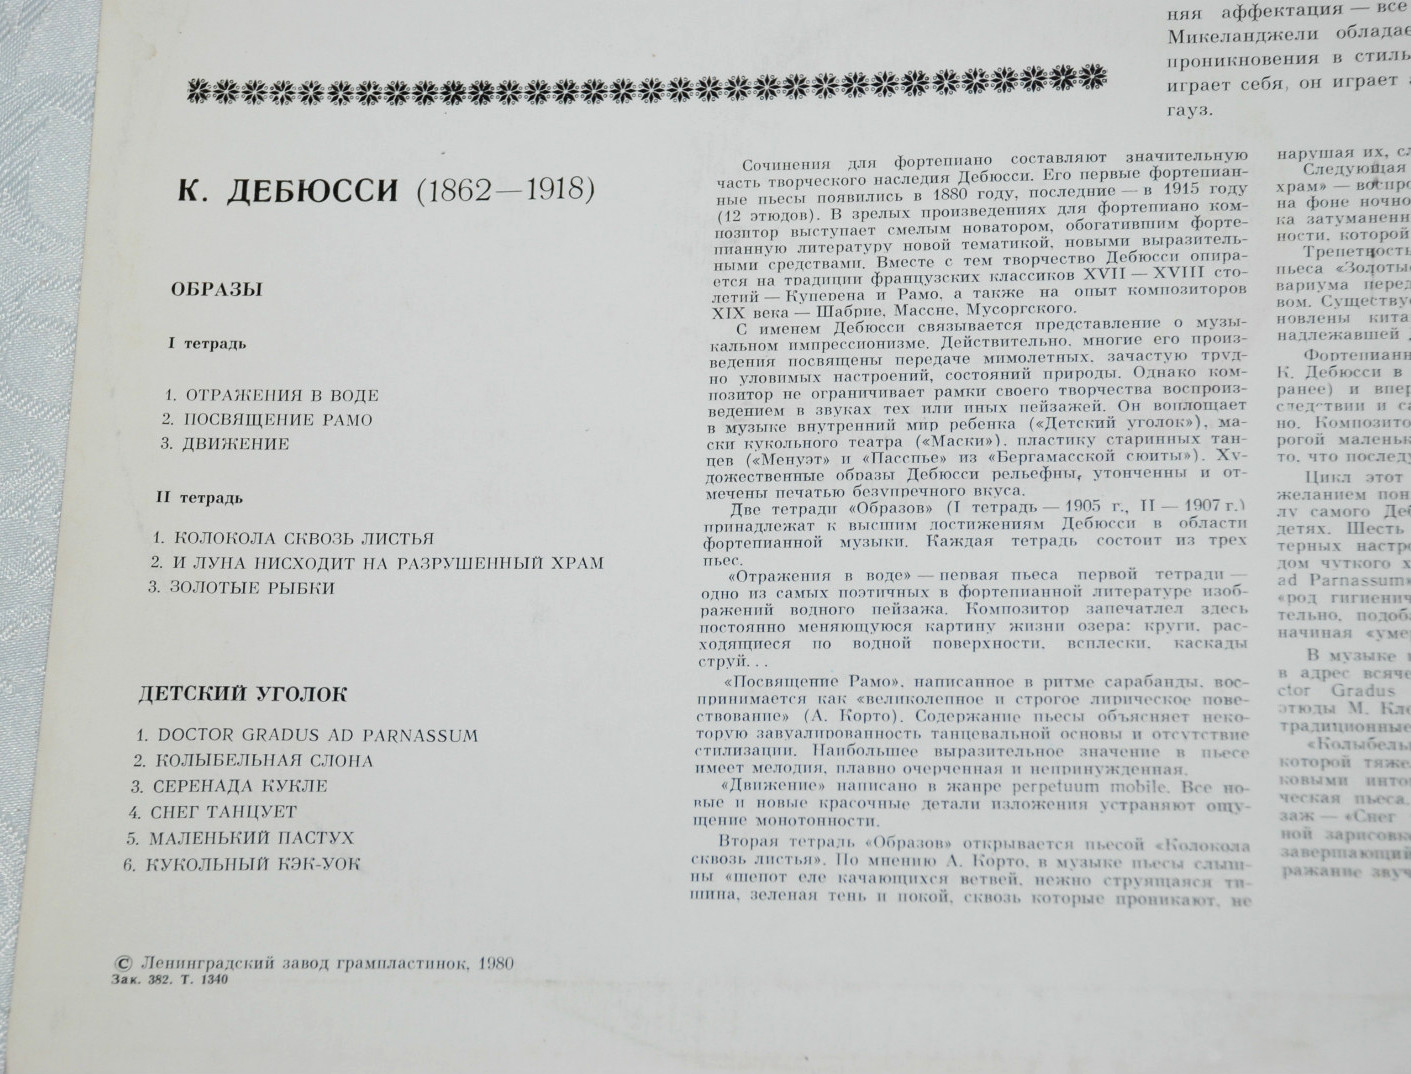 няя аффектация — все
Микеланджели обладае
проникновения в стиль
играет себя, он играет
гауз.
К. ДЕБЮССИ (1862—1918)
ОБРАЗЫ
I тетрадь
1. ОТРАЖЕНИЯ В ВОДЕ
2. ПОСВЯЩЕНИЕ РАМО
3. ДВИЖЕНИЕ
II тетрадь
1. КОЛОКОЛА СКВОЗЬ ЛИСТЬЯ
2. И ЛУНА НИСХОДИТ НА РАЗРУШЕННЫЙ ХРАМ
3. ЗОЛОТЫЕ РЫБКИ
ДЕТСКИЙ УГОЛОК
1. DOCTOR GRADUS AD PARNASSUM
2. КОЛЫБЕЛЬНАЯ СЛОНА
3. СЕРЕНАДА КУКЛЕ
4. СНЕГ ТАНЦУЕТ
5. МАЛЕНЬКИЙ ПАСТУХ
6. КУКОЛЬНЫЙ КЭК-УОК
© Ленинградский завод грампластинок, 1980
Зак. 382. Т. 1340
Сочинения для фортепиано составляют значительную
часть творческого наследия Дебюсси. Его первые фортепиан-
ные пьесы появились в 1880 году, последние — в 1915 году
(12 этюдов). В зрелых произведениях для фортепиано ком-
позитор выступает смелым новатором, обогатившим форте-
пианную литературу новой тематикой, новыми выразитель-
ными средствами. Вместе с тем творчество Дебюсси опира-
ется на традиции французских классиков XVII — XVIII сто-
летий — Куперена и Рамо, а также на опыт композиторов
XIX века — Шабрие, Массне, Мусоргского.
С именем Дебюсси связывается представление о музы-
кальном импрессионизме. Действительно, многие его произ-
ведения посвящены передаче мимолетных, зачастую труд-
но уловимых настроений, состояний природы. Однако ком-
позитор не ограничивает рамки своего творчества воспроиз-
ведением в звуках тех или иных пейзажей. Он воплощает
в музыке внутренний мир ребенка («Детский уголок»), ма-
ски кукольного театра («Маски»), пластику старинных тан-
цев («Менуэт» и «Паспье» из «Бергамасской сюиты»). Ху-
дожественные образы Дебюсси рельефны, утонченны и от-
мечены печатью безупречного вкуса.
Две тетради «Образов» (I тетрадь — 1905 г., II — 1907 г.)
принадлежат к высшим достижениям Дебюсси в области
фортепианной музыки. Каждая тетрадь состоит из трех
пьес.
«Отражения в воде» — первая пьеса первой тетради —
одно из самых поэтичных в фортепианной литературе изоб-
ражений водного пейзажа. Композитор запечатлел здесь
постоянно меняющуюся картину жизни озера: круги, рас-
ходящиеся по водной поверхности, всплески, каскады
струй...
«Посвящение Рамо», написанное в ритме сарабанды, вос-
принимается как «великолепное и строгое лирическое пове-
ствование» (А. Корто). Содержание пьесы объясняет неко-
торую завуалированность танцевальной основы и отсутствие
стилизации. Наибольшее выразительное значение в пьесе
имеет мелодия, плавно очерченная и непринужденная.
«Движение» написано в жанре perpetuum mobile. Все но-
вые и новые красочные детали изложения устраняют ощу-
щение монотонности.
Вторая тетрадь «Образов» открывается пьесой «Колокола
сквозь листья». По мнению А. Корто, в музыке пьесы слыш-
ны «шепот еле качающихся ветвей, нежно струящаяся ти-
шина, зеленая тень и покой, сквозь которые проникают, не
нарушая их, сл
Следующая
храм» — воспро
на фоне ночно
ка затуманенн
ности, которой
Трепетность
пьеса «Золотые
вариума перед
вом. Существу
новлены кита
надлежавшей
Фортепианн
К. Дебюсси в
ранее) и впер
следствии и са
но. Композито
рогой маленьк
то, что последу
Цикл этот
желанием пон
лу самого Деб
детях. Шесть
терных настро
дом чуткого х
ad Parnassum»
«род гигиенич
тельно, подоба
начиная «уме
В музыке
в адрес всяче
ctor Gradus
этюды М. Кле
традиционные
«Колыбель
которой тяже
ковыми инто
ческая пьеса.
заж — «Снег
ной зарисовк
завершающий
ражание звуч